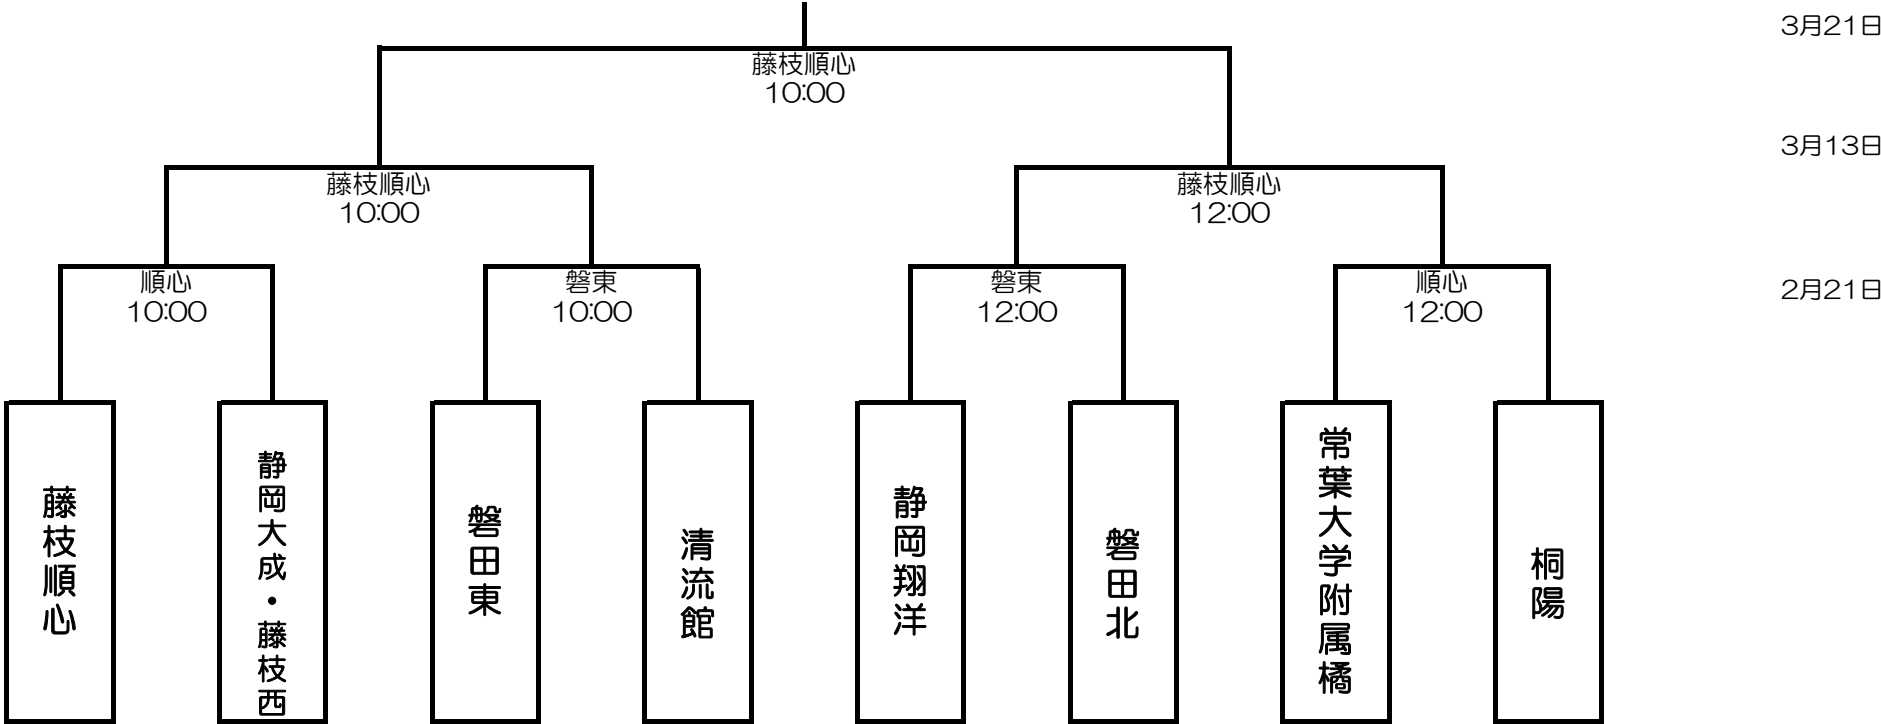 3月21日
藤枝順心
10:00
3月13日
藤枝順心
10:00
藤枝順心
12:00
順心
10:00
磐東
10:00
磐東
12:00
順心
12:00
2月21日
藤枝順心
静岡大成・藤枝西
磐田東
清流館
静岡翔洋
磐田北
常葉大学附属橘
桐陽